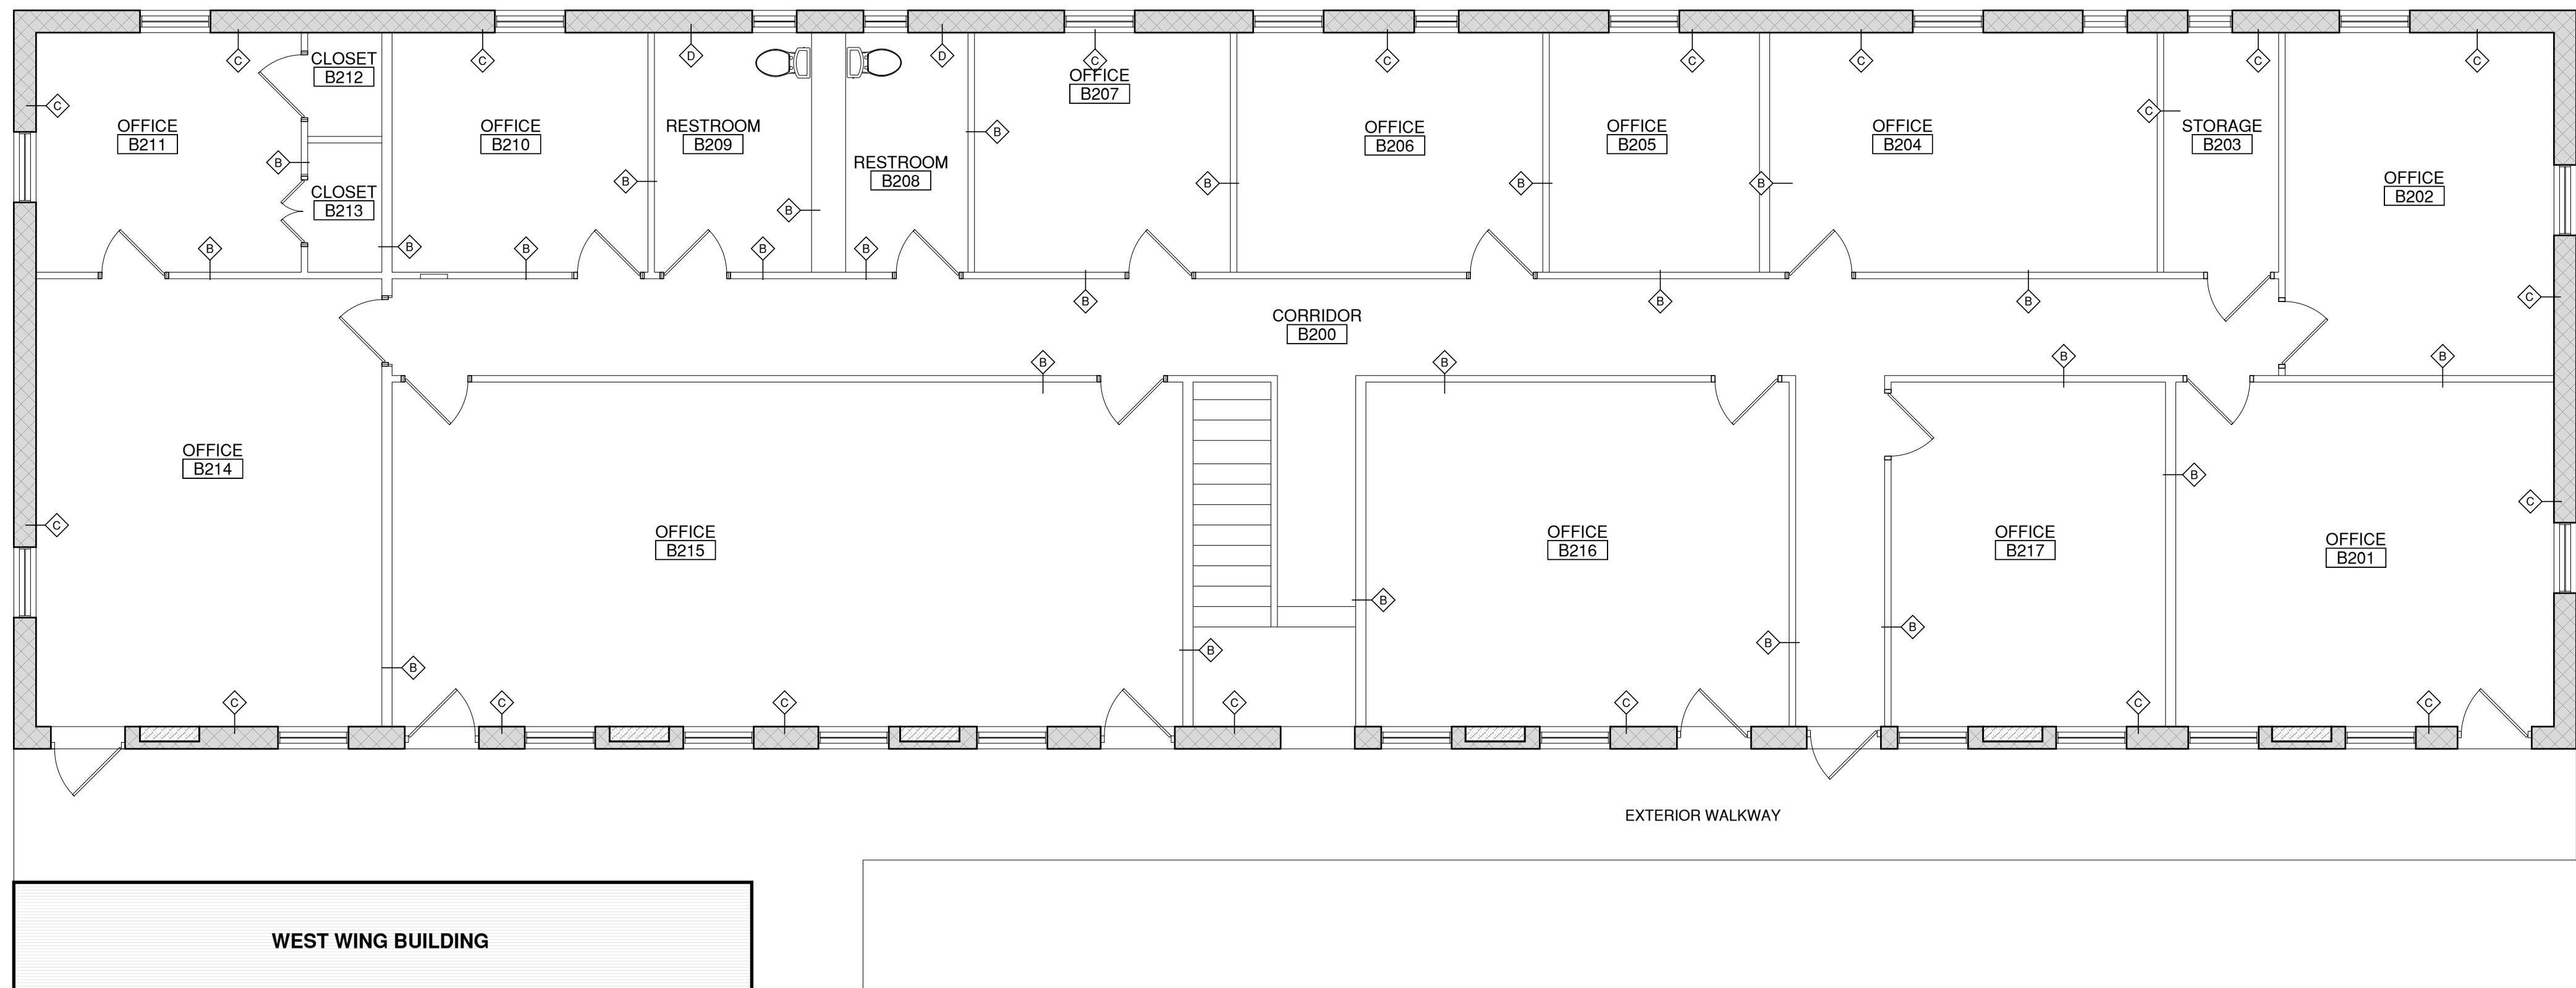 C
C
D
D
C
C
C
C
C
C
CLOSET
B212
OFFICE
B207
C
C
OFFICE
B211
OFFICE
B210
RESTROOM
B209
B
OFFICE
B206
OFFICE
B205
OFFICE
B204
STORAGE
B203
B
RESTROOM
B208
B
B
B
B
OFFICE
B202
CLOSET
B213
B
B
B
B
B
B
B
B
B
C
CORRIDOR
B200
B
B
B
B
OFFICE
B214
B
C
C
OFFICE
B215
OFFICE
B216
OFFICE
B217
OFFICE
B201
B
B
B
B
B
C
C
C
C
C
C
C
EXTERIOR WALKWAY
WEST WING BUILDING